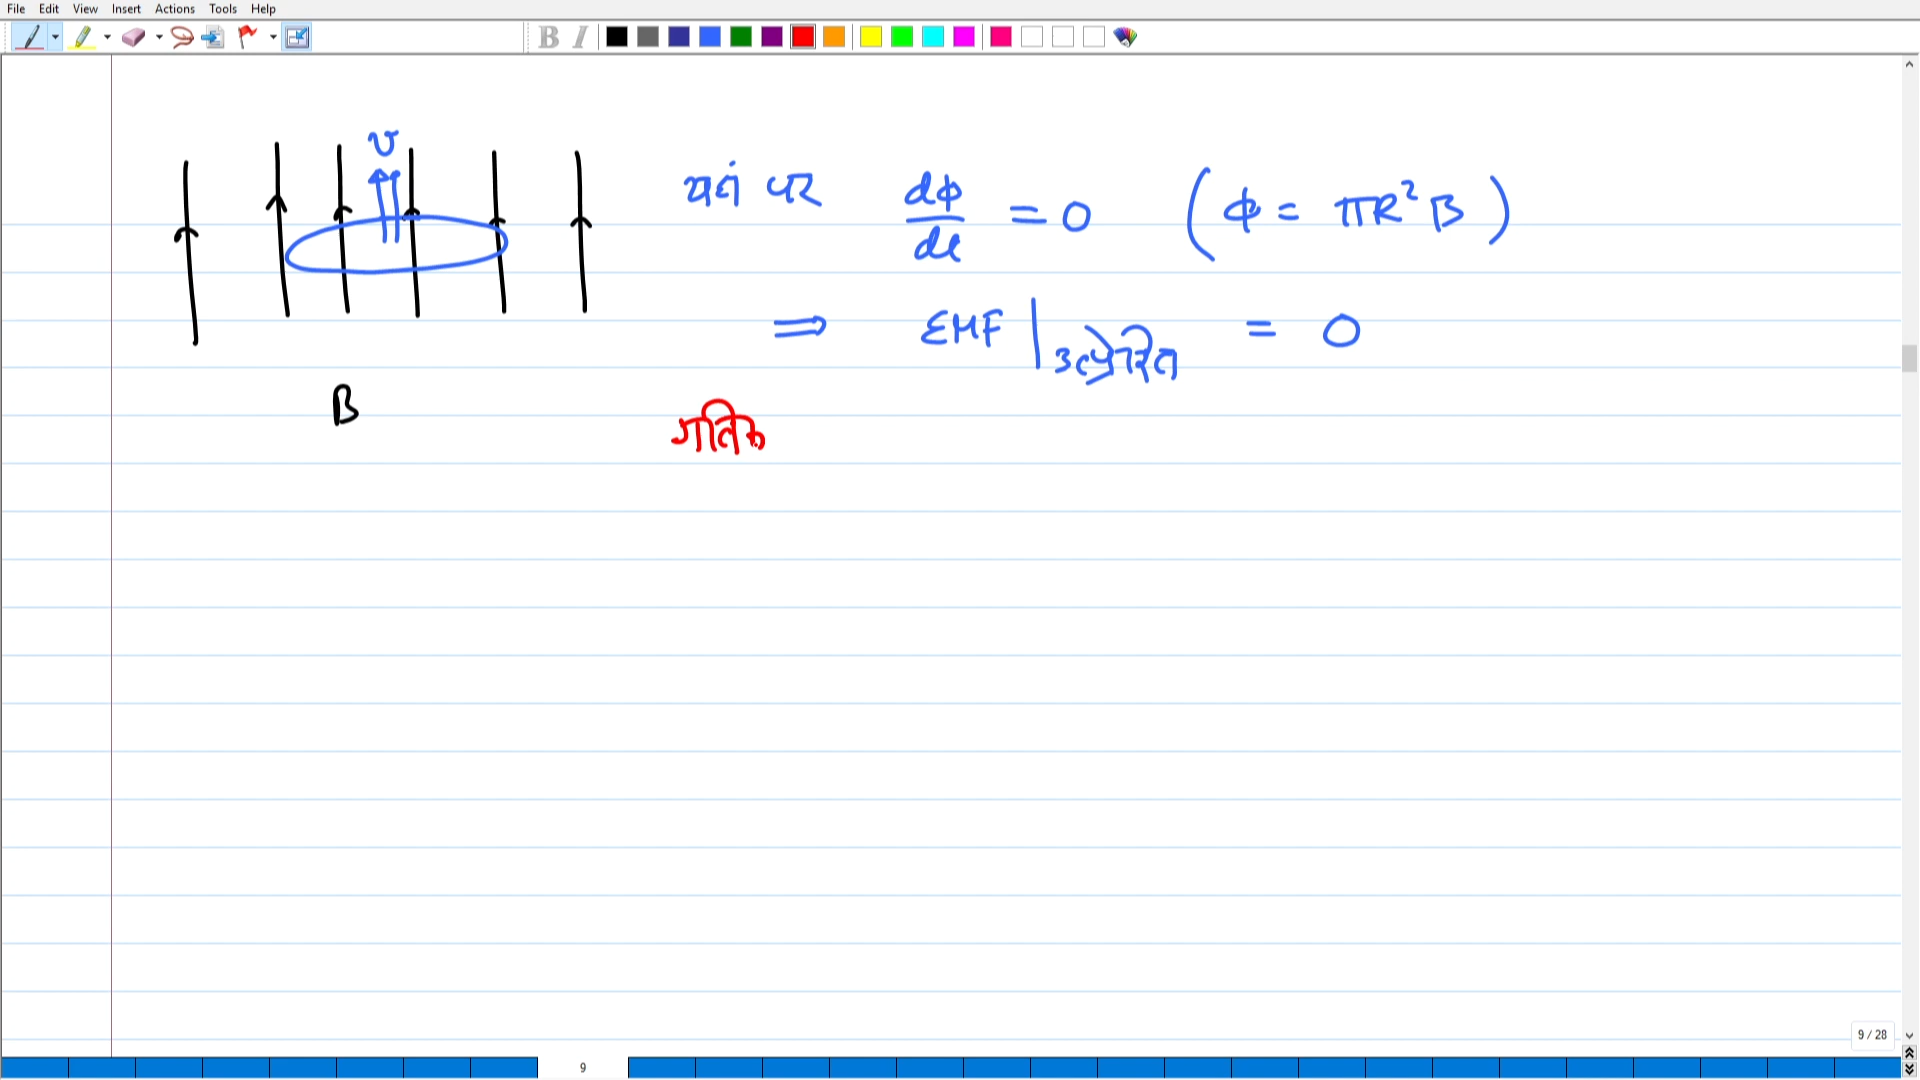 File Edit View Insert Actions Tools Help
B I
v
यहां पर dφ/dt = 0 (φ = πR²B)
⇒ EMF|उत्प्रेरित = 0
B
गतिक
9 / 28
9